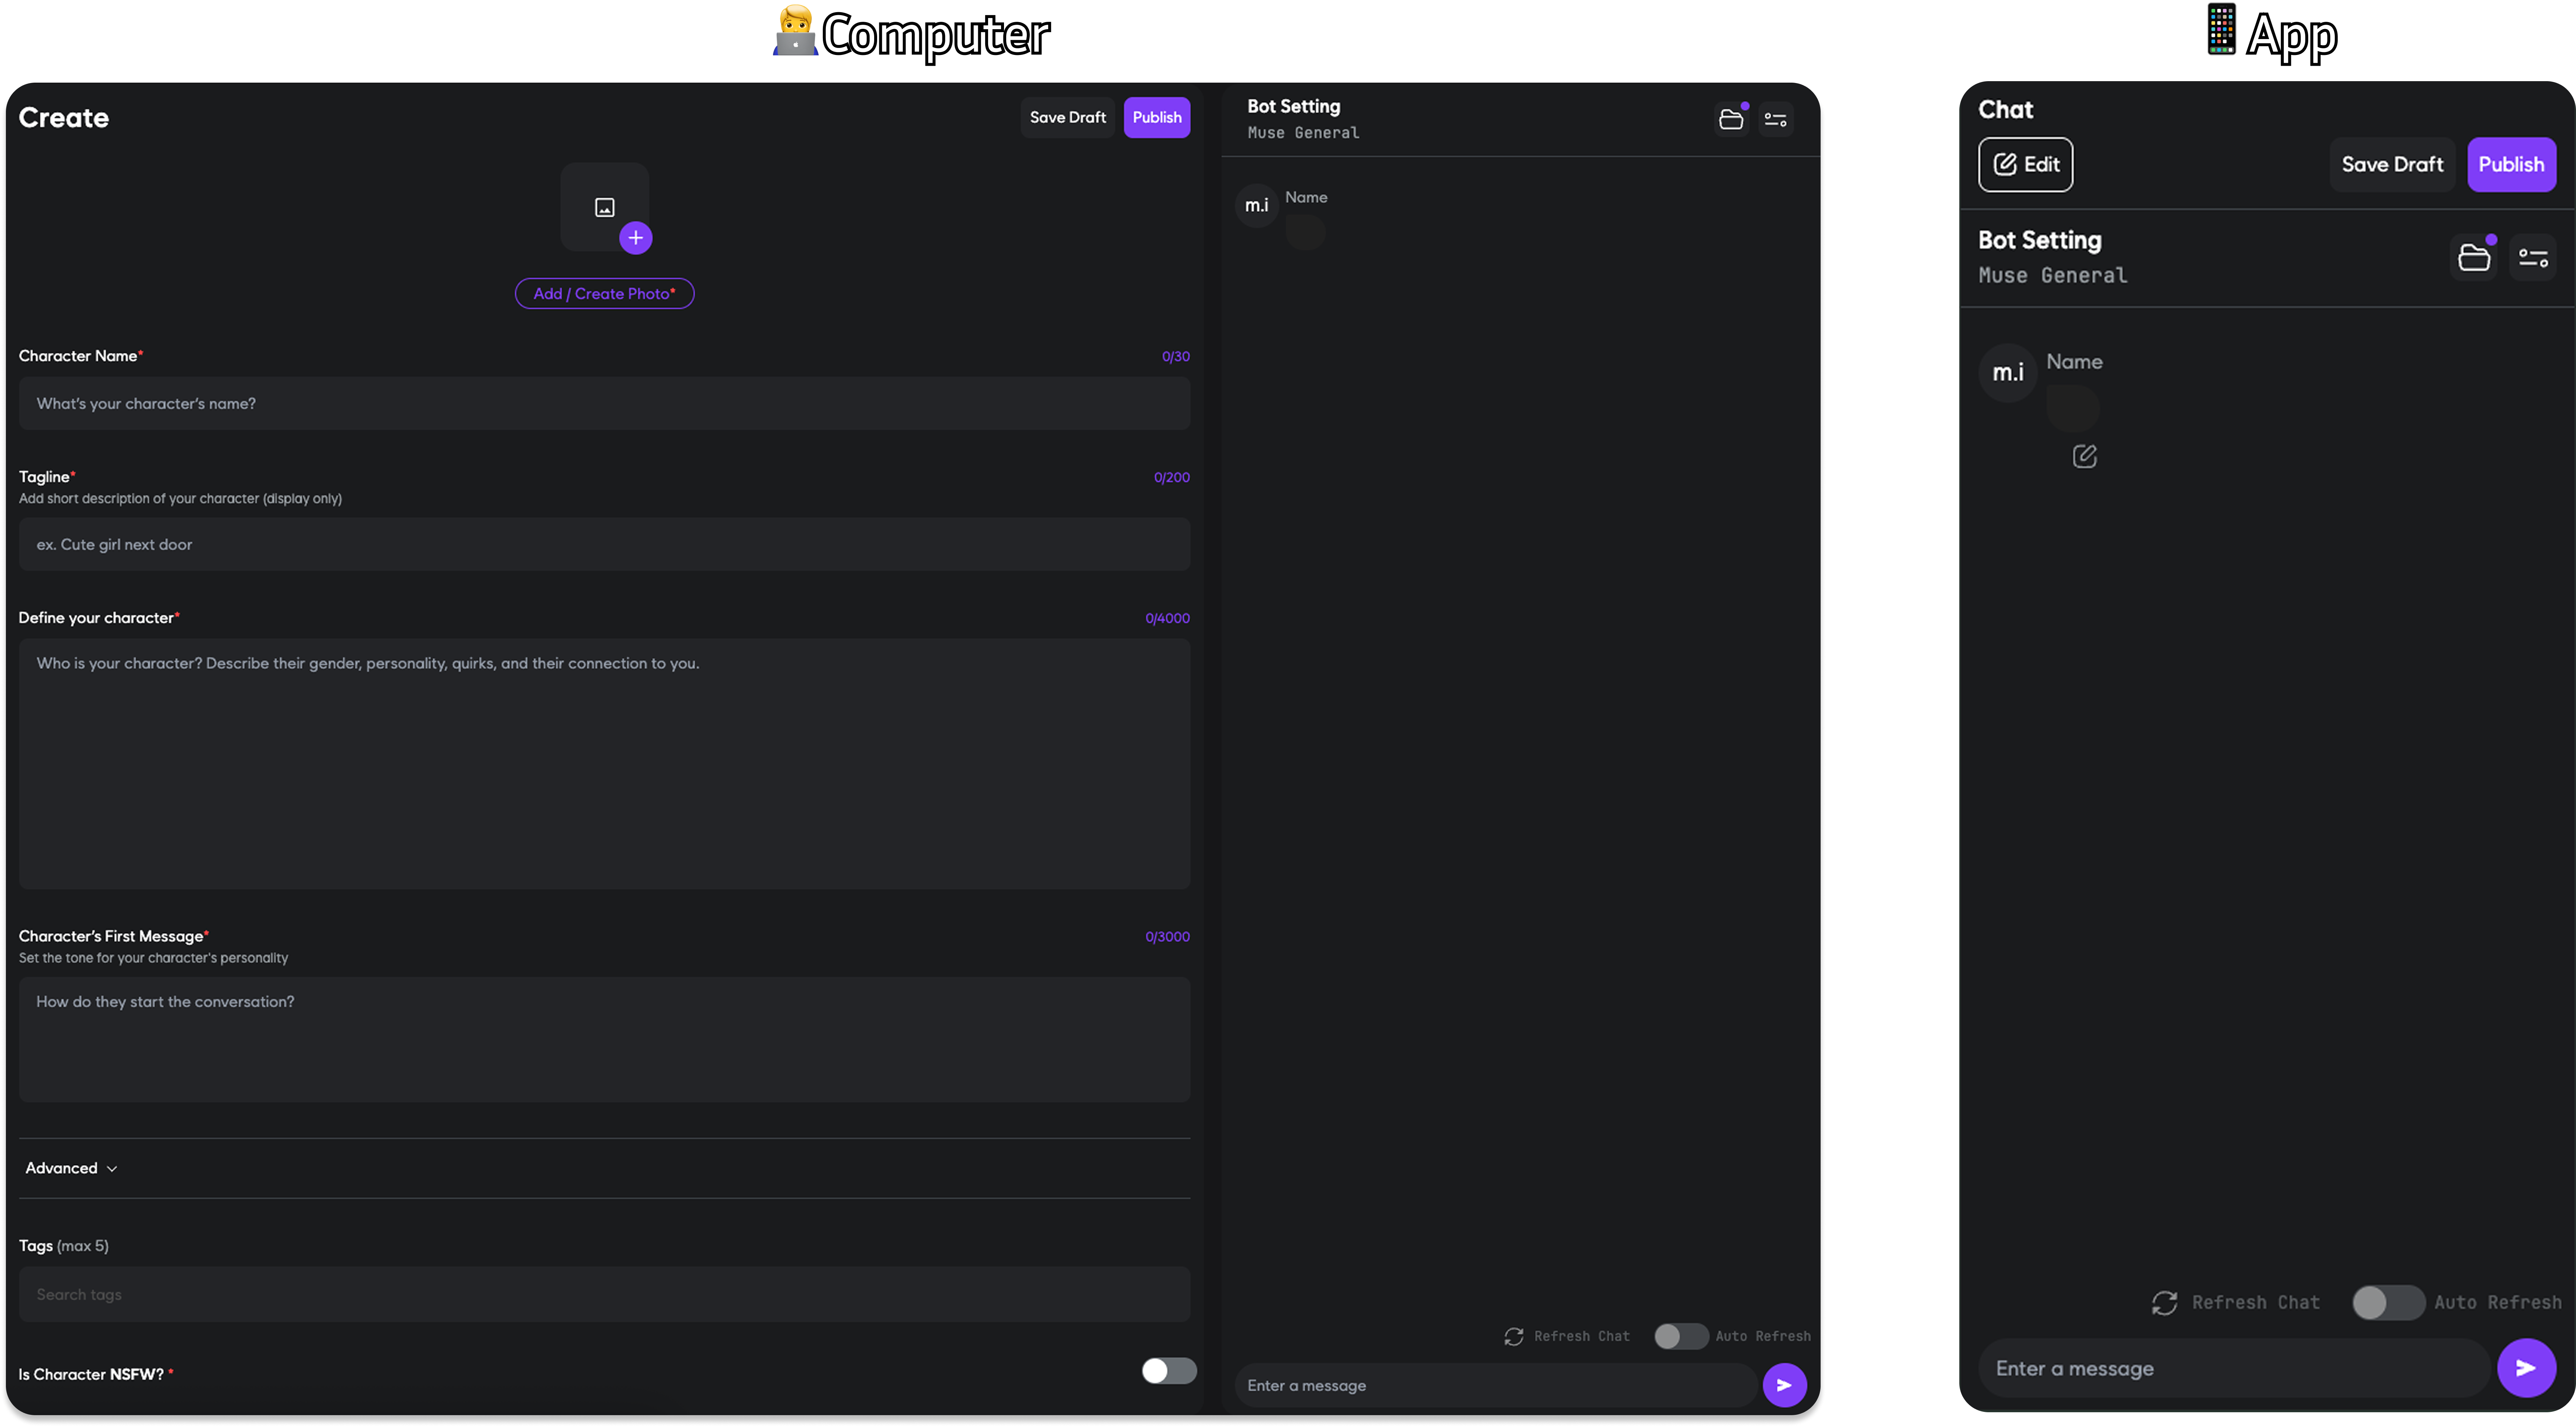 Computer
App
Create
Save Draft
Publish
Add / Create Photo*
Character Name*
0/30
What's your character's name?
Tagline*
0/200
Add short description of your character (display only)
ex. Cute girl next door
Define your character*
0/4000
Who is your character? Describe their gender, personality, quirks, and their connection to you.
Character's First Message*
0/3000
Set the tone for your character's personality
How do they start the conversation?
Advanced
Tags (max 5)
Search tags
Is Character NSFW? *
Bot Setting
Muse General
m.i
Name
Refresh Chat
Auto Refresh
Enter a message
Chat
Edit
Save Draft
Publish
Bot Setting
Muse General
m.i
Name
Refresh Chat
Auto Refresh
Enter a message